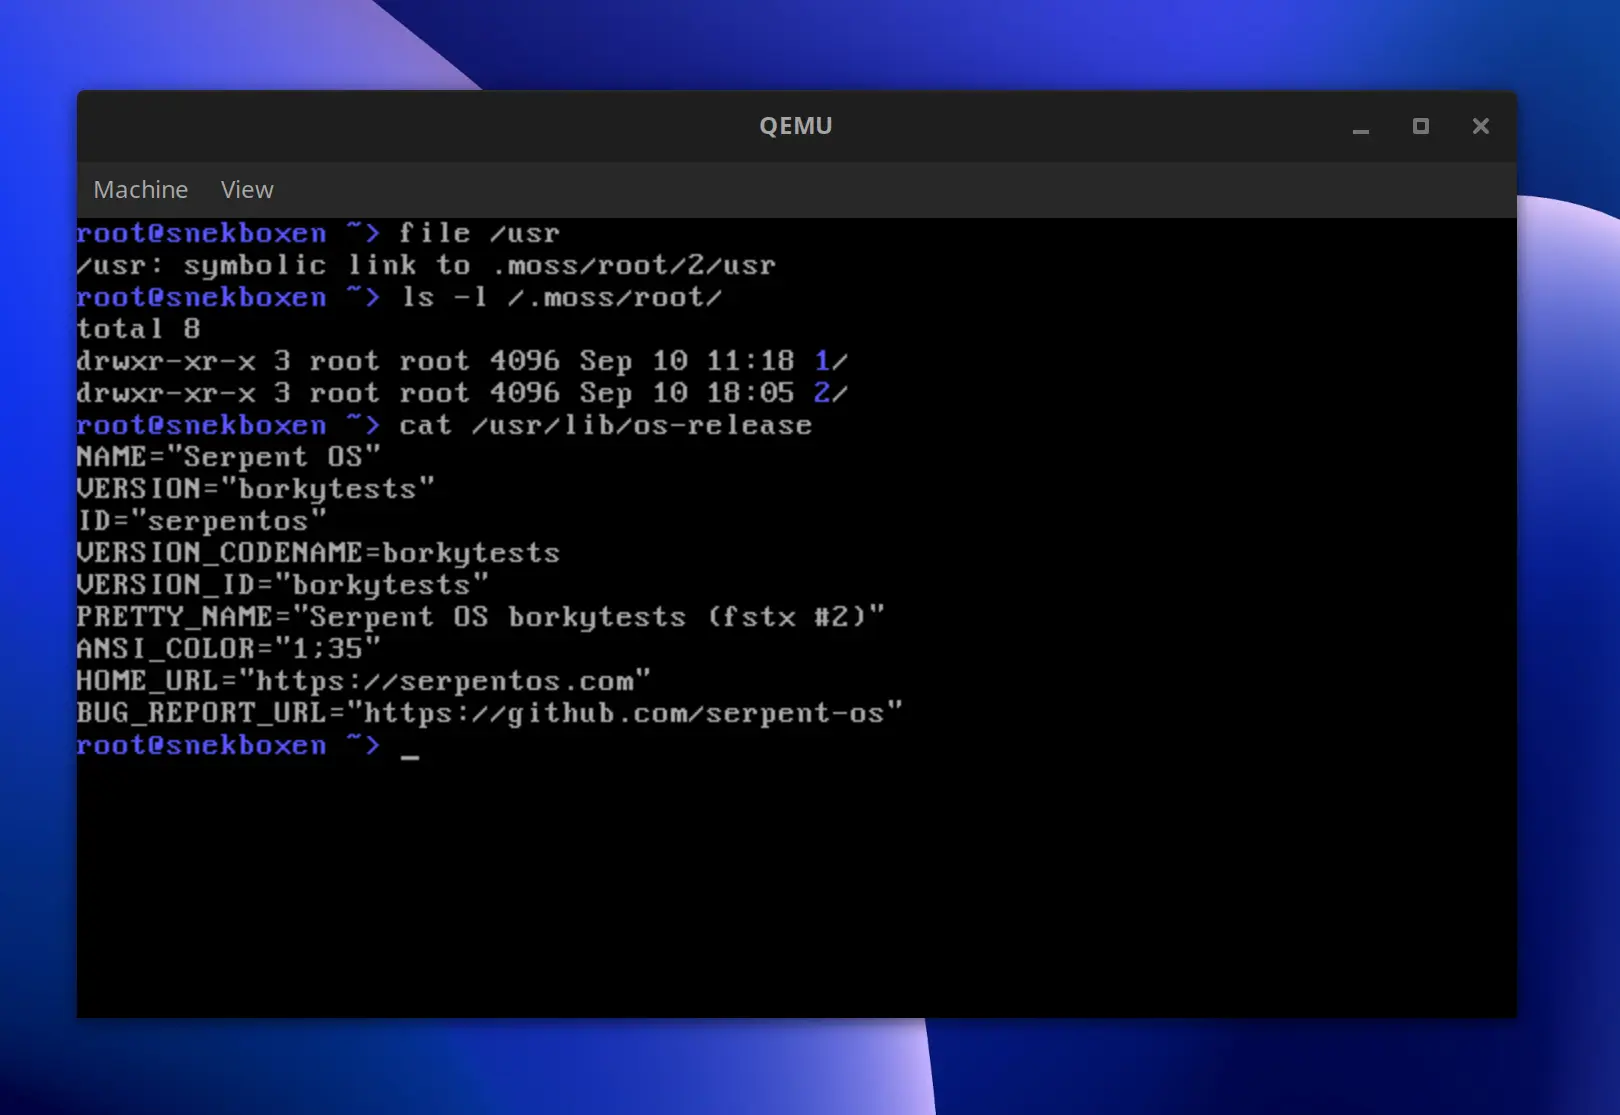 QEMU
Machine View
root@snekboxen ~> file /usr
/usr: symbolic link to .moss/root/2/usr
root@snekboxen ~> ls -l /.moss/root/
total 8
drwxr-xr-x 3 root root 4096 Sep 10 11:18 1/
drwxr-xr-x 3 root root 4096 Sep 10 18:05 2/
root@snekboxen ~> cat /usr/lib/os-release
NAME="Serpent OS"
VERSION="borkytests"
ID="serpentos"
VERSION_CODENAME=borkytests
VERSION_ID="borkytests"
PRETTY_NAME="Serpent OS borkytests (fstx #2)"
ANSI_COLOR="1;35"
HOME_URL="https://serpentos.com"
BUG_REPORT_URL="https://github.com/serpent-os"
root@snekboxen ~> _